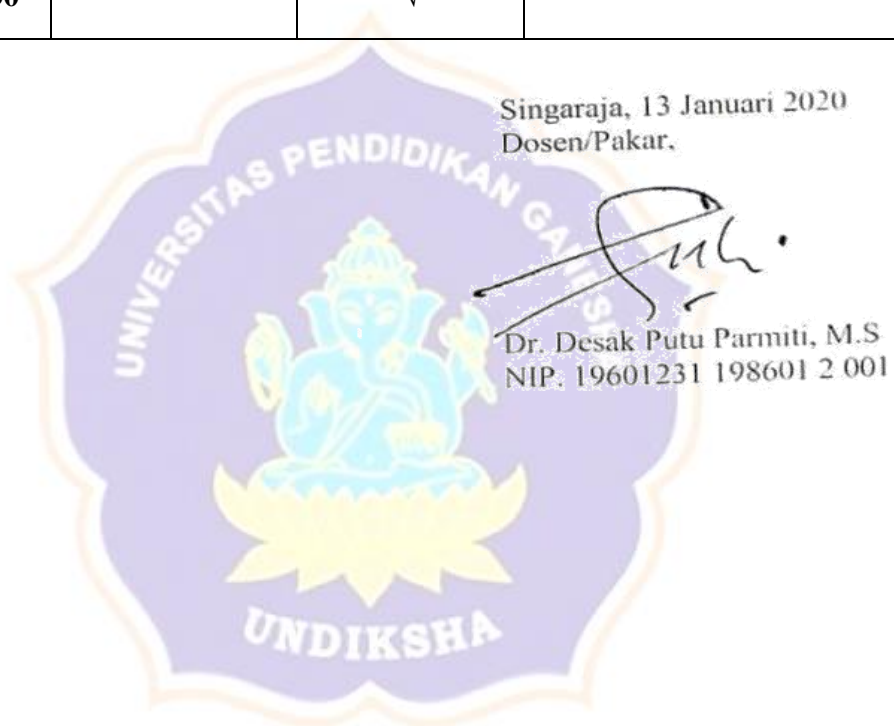 √
Singaraja, 13 Januari 2020
Dosen/Pakar,
Dr. Desak Putu Parmiti, M.S
NIP. 19601231 198601 2 001
UNIVERSITAS PENDIDIKAN GANESHA
UNDIKSHA